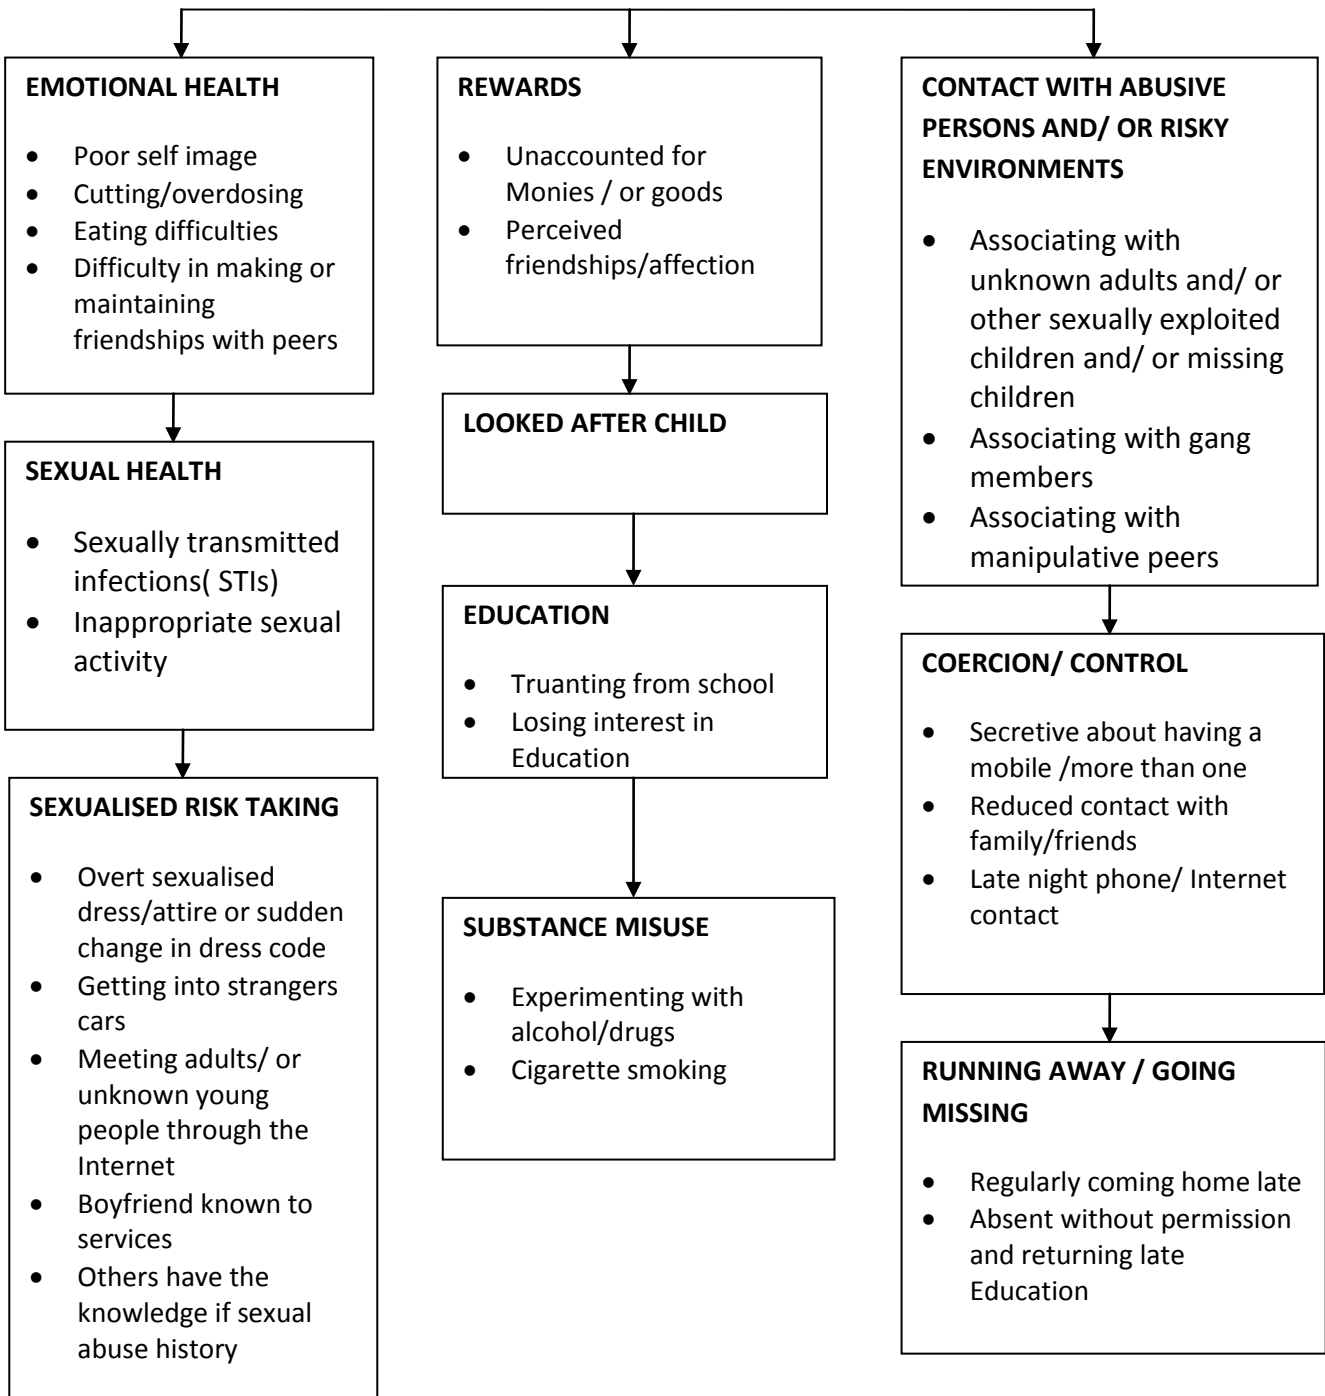 EMOTIONAL HEALTH
• Poor self image
• Cutting/overdosing
• Eating difficulties
• Difficulty in making or
maintaining
friendships with peers
SEXUAL HEALTH
• Sexually transmitted
infections( STIs)
• Inappropriate sexual
activity
SEXUALISED RISK TAKING
• Overt sexualised
dress/attire or sudden
change in dress code
• Getting into strangers
cars
• Meeting adults/ or
unknown young
people through the
Internet
• Boyfriend known to
services
• Others have the
knowledge if sexual
abuse history
REWARDS
• Unaccounted for
Monies / or goods
• Perceived
friendships/affection
LOOKED AFTER CHILD
EDUCATION
• Truanting from school
• Losing interest in
Education
SUBSTANCE MISUSE
• Experimenting with
alcohol/drugs
• Cigarette smoking
CONTACT WITH ABUSIVE
PERSONS AND/ OR RISKY
ENVIRONMENTS
• Associating with
unknown adults and/ or
other sexually exploited
children and/ or missing
children
• Associating with gang
members
• Associating with
manipulative peers
COERCION/ CONTROL
• Secretive about having a
mobile /more than one
• Reduced contact with
family/friends
• Late night phone/ Internet
contact
RUNNING AWAY / GOING
MISSING
• Regularly coming home late
• Absent without permission
and returning late
Education